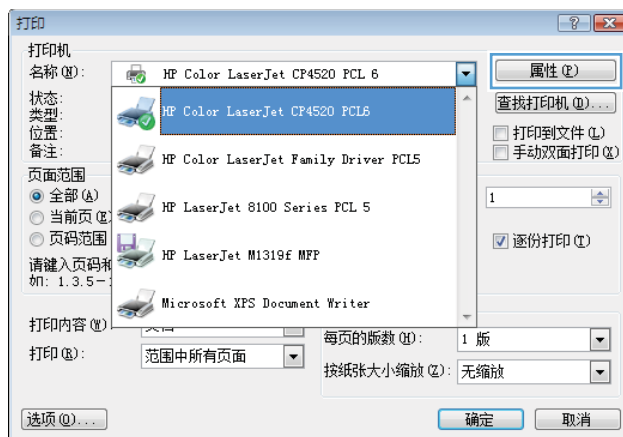 打印
打印机
名称(N): HP Color LaserJet CP4520 PCL 6 属性(P)
状态: HP Color LaserJet CP4520 PCL6 查找打印机(D)...
类型:
位置: 打印到文件(L)
备注: HP Color LaserJet Family Driver PCL5 手动双面打印(X)
页面范围
全部(A) HP LaserJet 8100 Series PCL 5 1
当前页(E)
页码范围 逐份打印(T)
请键入页码和 HP LaserJet M1319f MFP
如: 1.3.5-1
Microsoft XPS Document Writer
打印内容(W): 每页的版数(H): 1 版
打印(R): 范围中所有页面 按纸张大小缩放(Z): 无缩放
选项(O)... 确定 取消